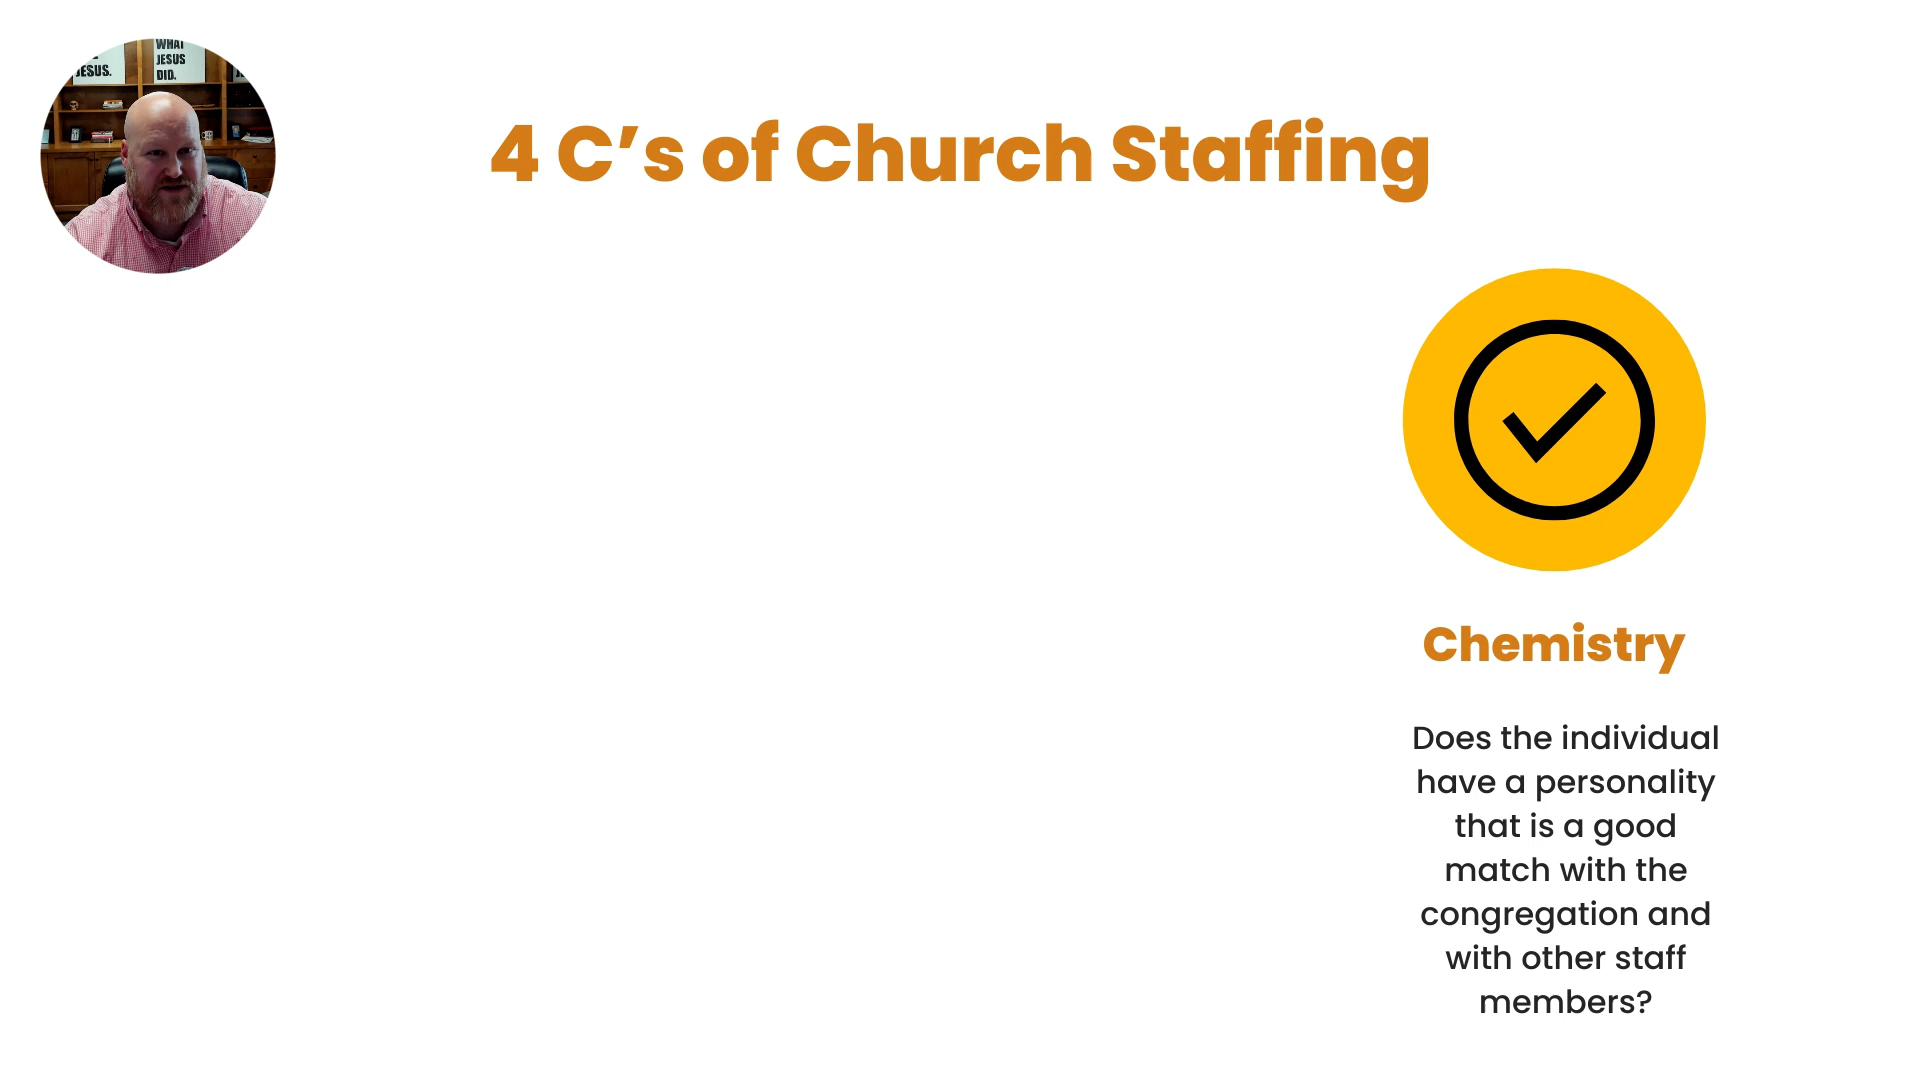 JESUS.
WHAT
JESUS
DID.
4 C’s of Church Staffing
Chemistry
Does the individual
have a personality
that is a good
match with the
congregation and
with other staff
members?